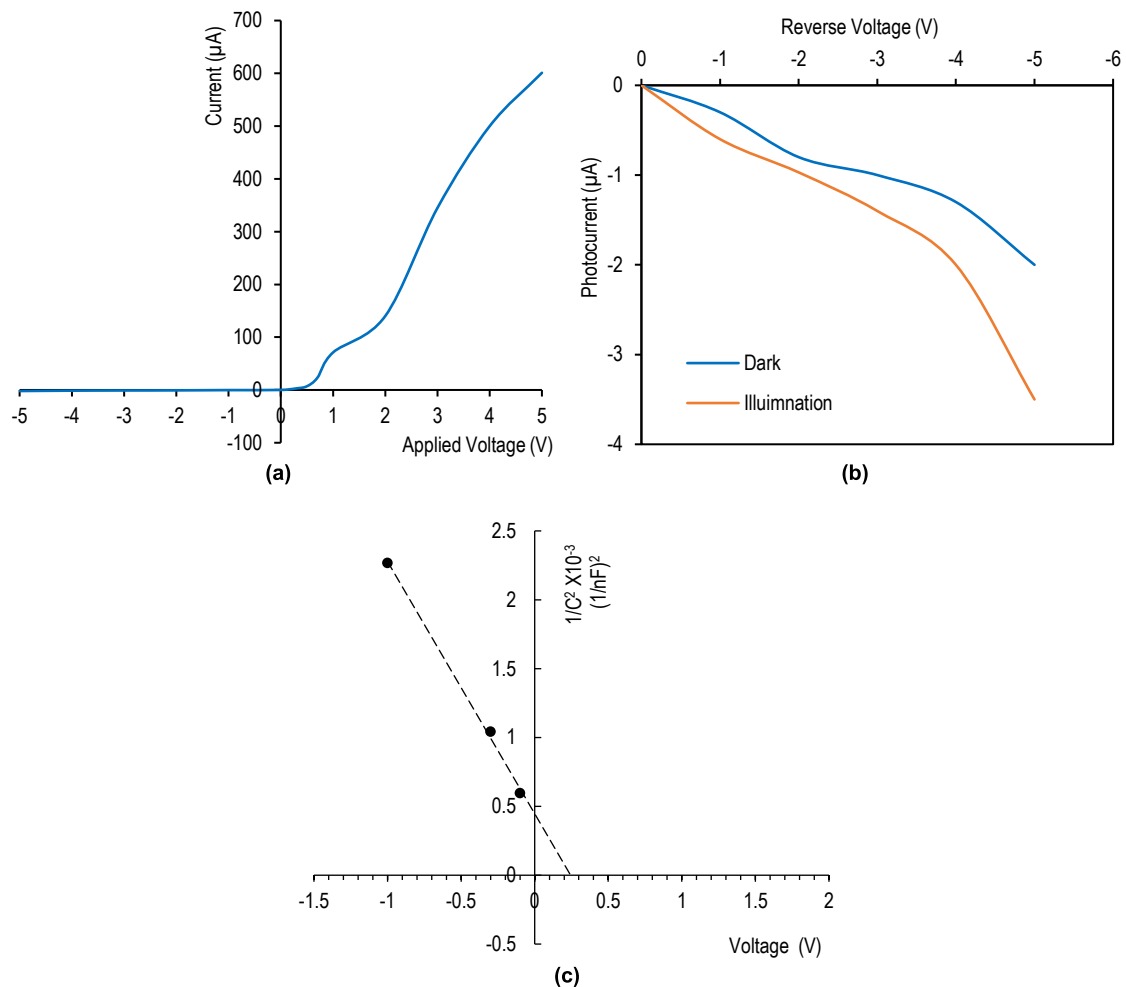 700
600
500
400
300
200
100
0
-100
Current (µA)
-5 -4 -3 -2 -1 0 1 2 3 4 5
Applied Voltage (V)
(a)
Reverse Voltage (V)
0 -1 -2 -3 -4 -5 -6
0
-1
-2
-3
-4
Photocurrent (µA)
Dark
Illuimnation
(b)
2.5
2
1.5
1
0.5
0
-0.5
1/C² X10⁻³
(1/nF)²
-1.5 -1 -0.5 0 0.5 1 1.5 2
Voltage (V)
(c)